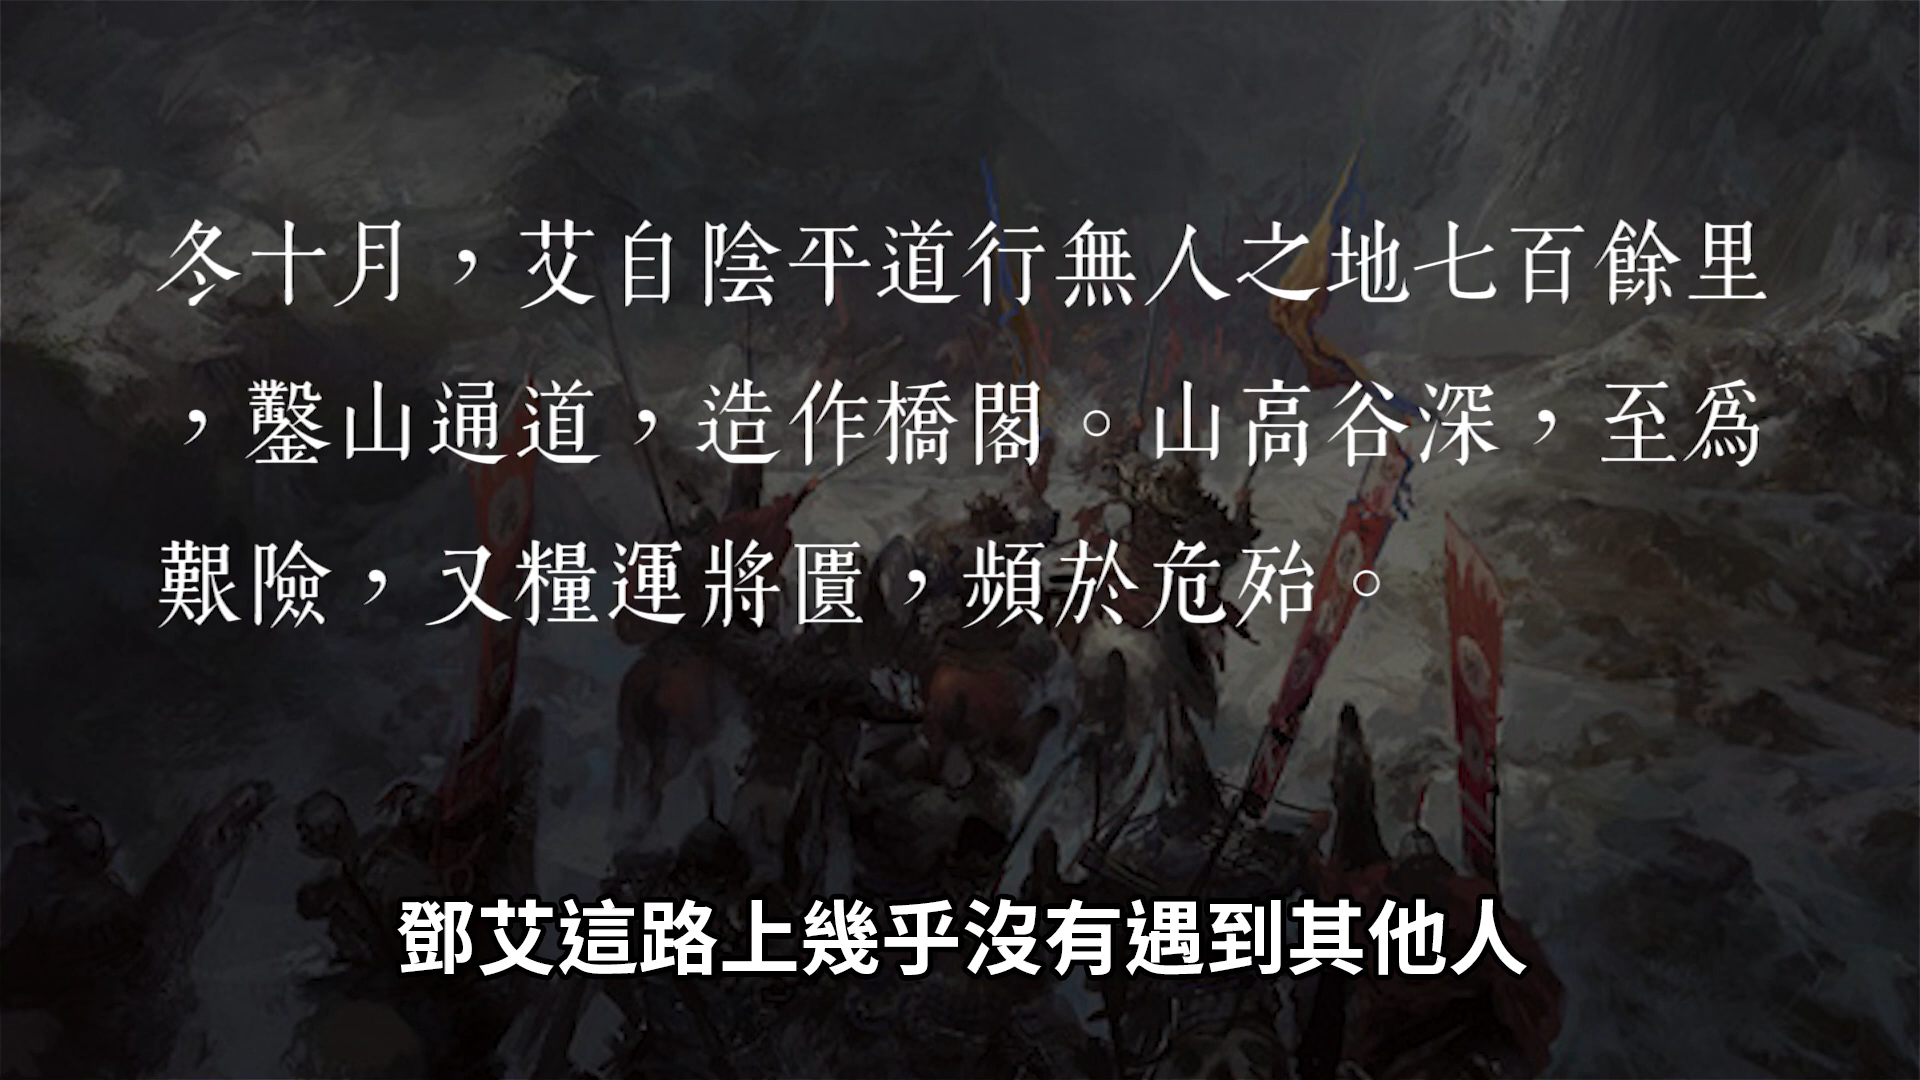 冬十月，艾自陰平道行無人之地七百餘里
，鑿山通道，造作橋閣。山高谷深，至爲
艱險，又糧運將匱，頻於危殆。
鄧艾這路上幾乎沒有遇到其他人